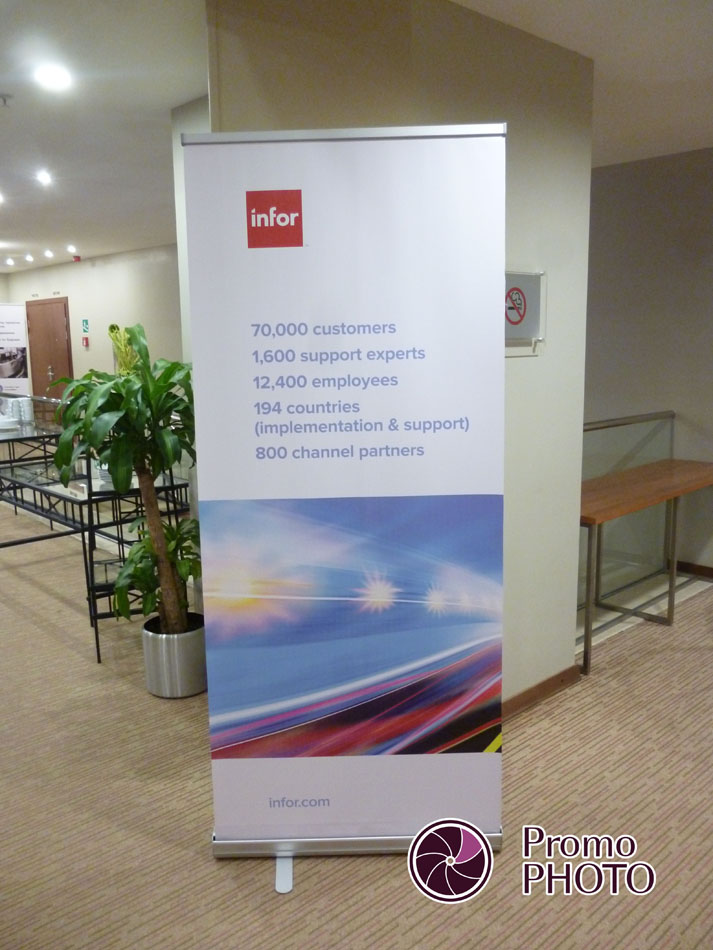 infor
70,000 customers
1,600 support experts
12,400 employees
194 countries
(implementation & support)
800 channel partners
infor.com
Promo
PHOTO